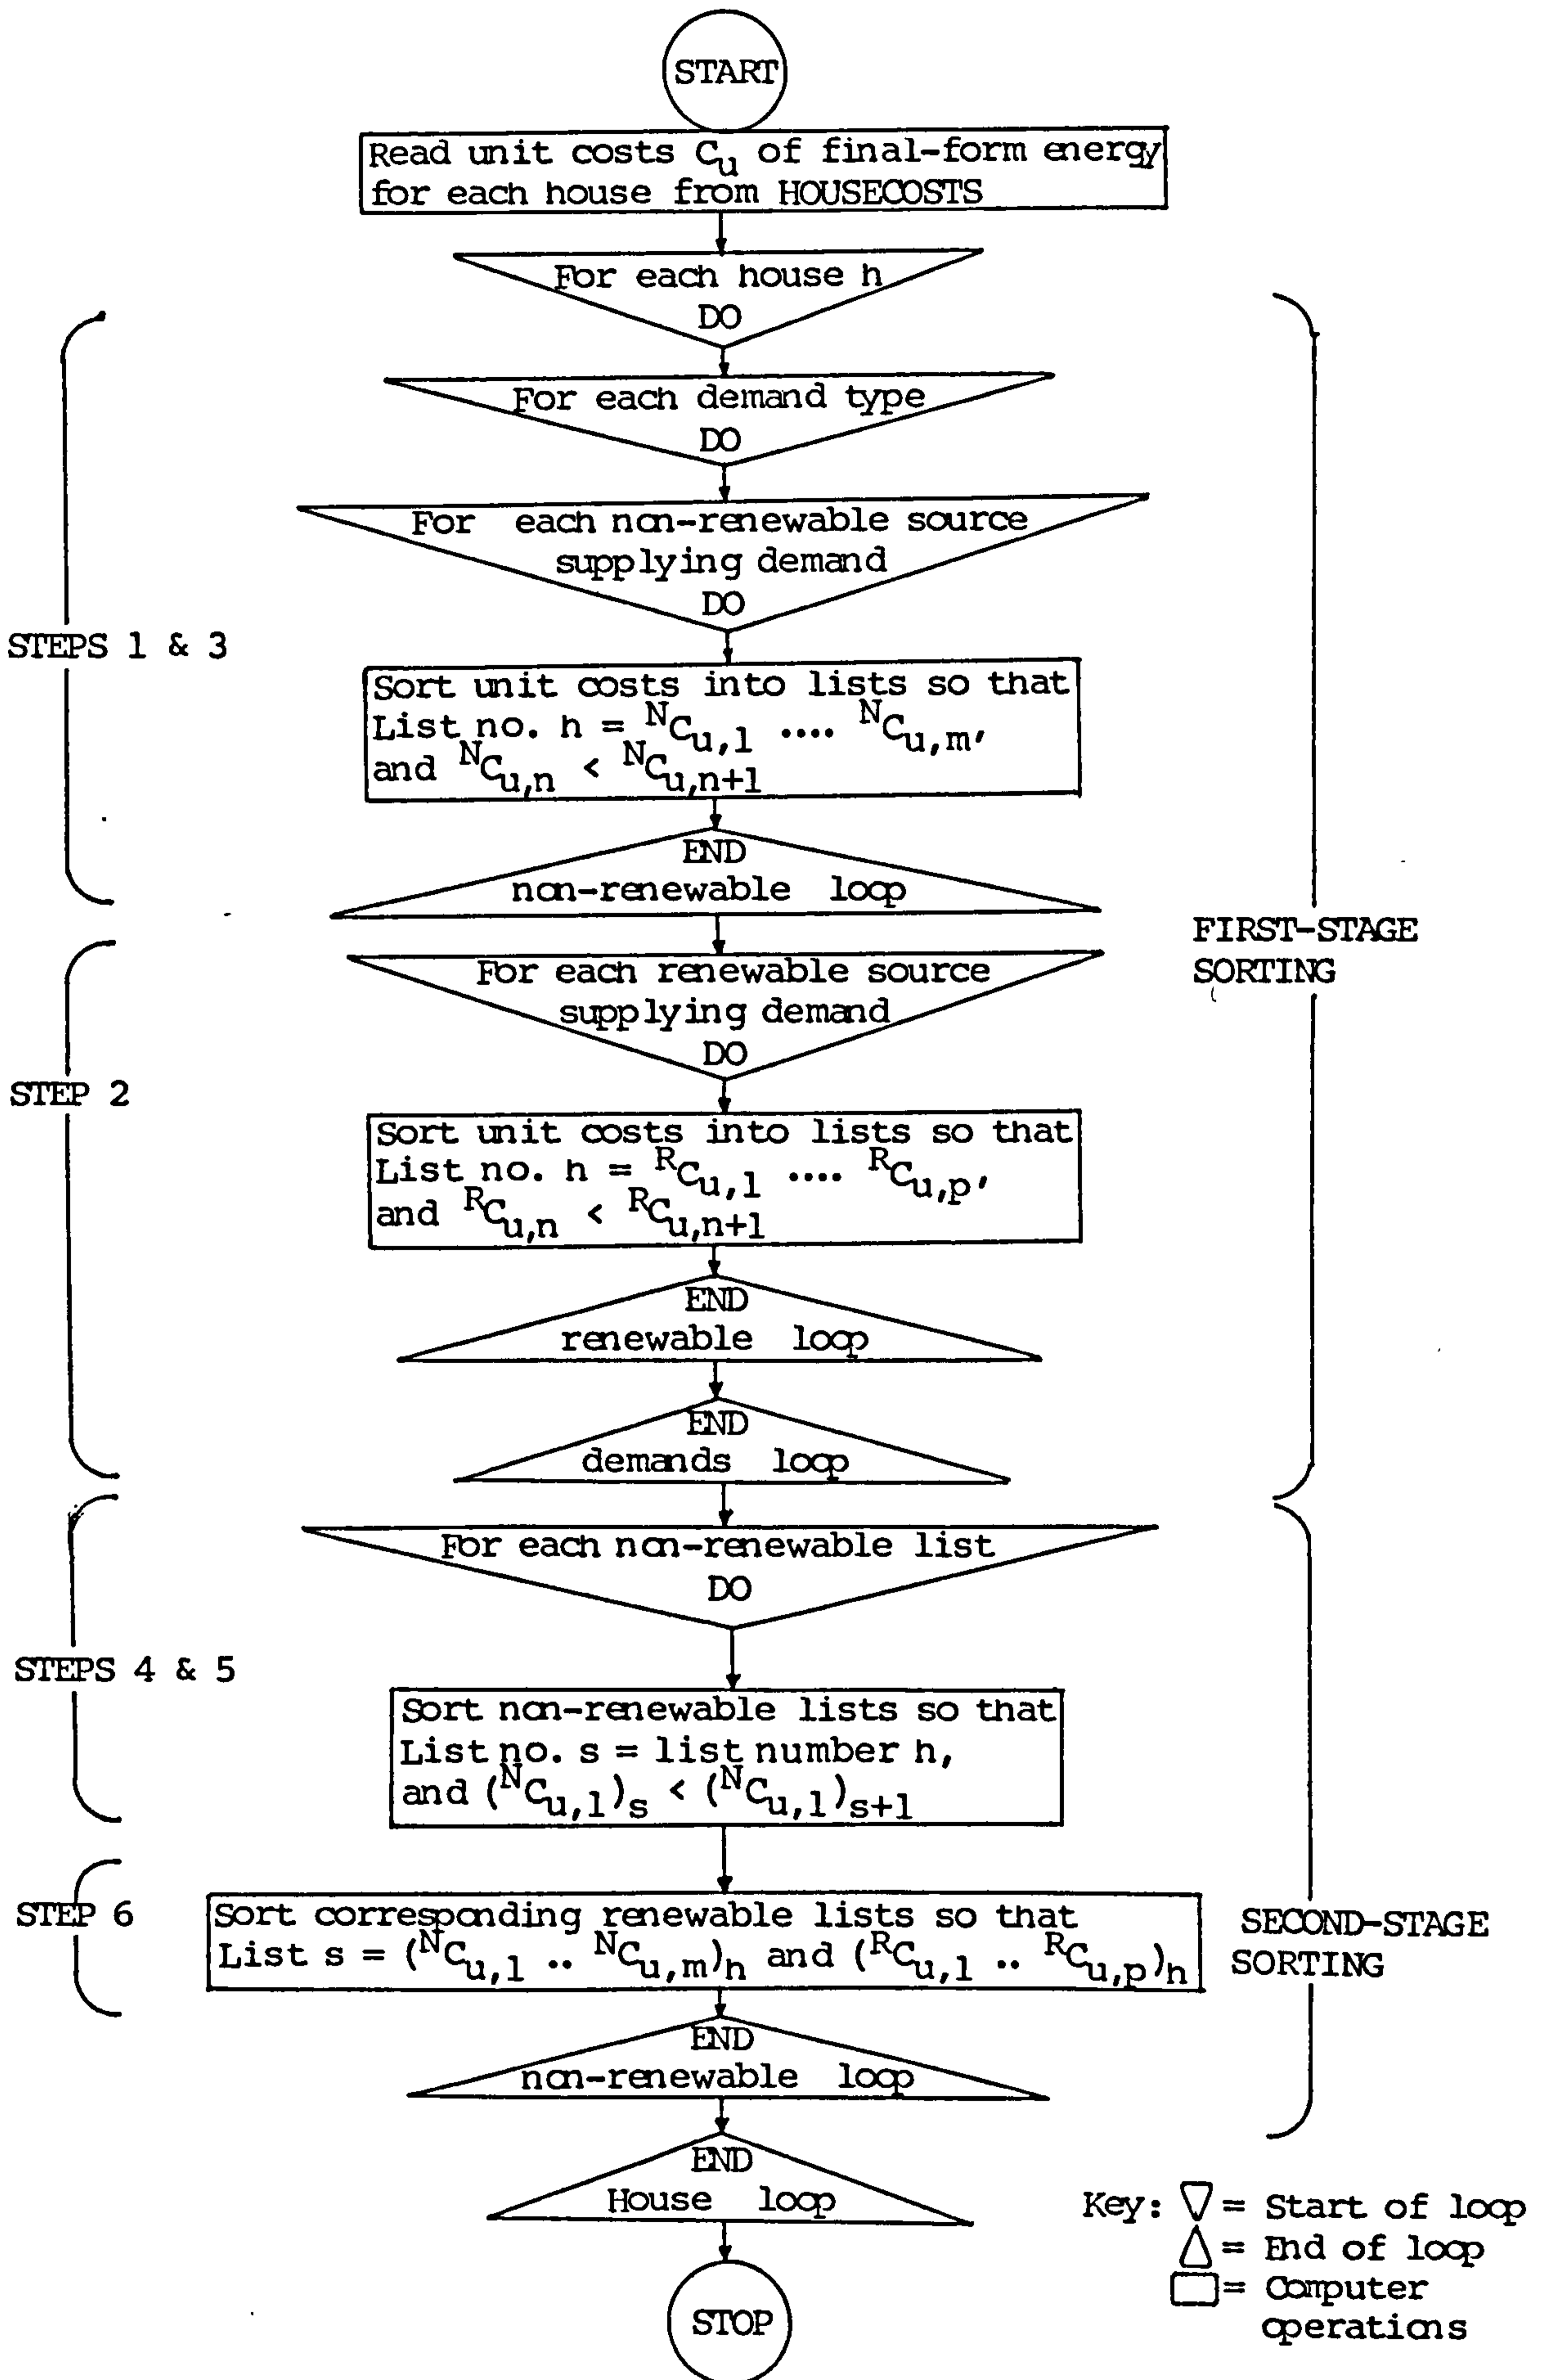 START
Read unit costs Cu of final-form energy
for each house from HOUSECOSTS
For each house h
DO
For each demand type
DO
For each non-renewable source
supplying demand
DO
STEPS 1 & 3
Sort unit costs into lists so that
List no. h = ᴺCu,1 .... ᴺCu,m,
and ᴺCu,n < ᴺCu,n+1
END
non-renewable loop
FIRST-STAGE
SORTING
For each renewable source
supplying demand
DO
STEP 2
Sort unit costs into lists so that
List no. h = ᴿCu,1 .... ᴿCu,p,
and ᴿCu,n < ᴿCu,n+1
END
renewable loop
END
demands loop
For each non-renewable list
DO
STEPS 4 & 5
Sort non-renewable lists so that
List no. s = list number h,
and (ᴺCu,1)s < (ᴺCu,1)s+1
STEP 6
Sort corresponding renewable lists so that
List s = (ᴺCu,1 .. ᴺCu,m)h and (ᴿCu,1 .. ᴿCu,p)h
SECOND-STAGE
SORTING
END
non-renewable loop
END
House loop
STOP
Key: ▽ = Start of loop
△ = End of loop
▭ = Computer
operations